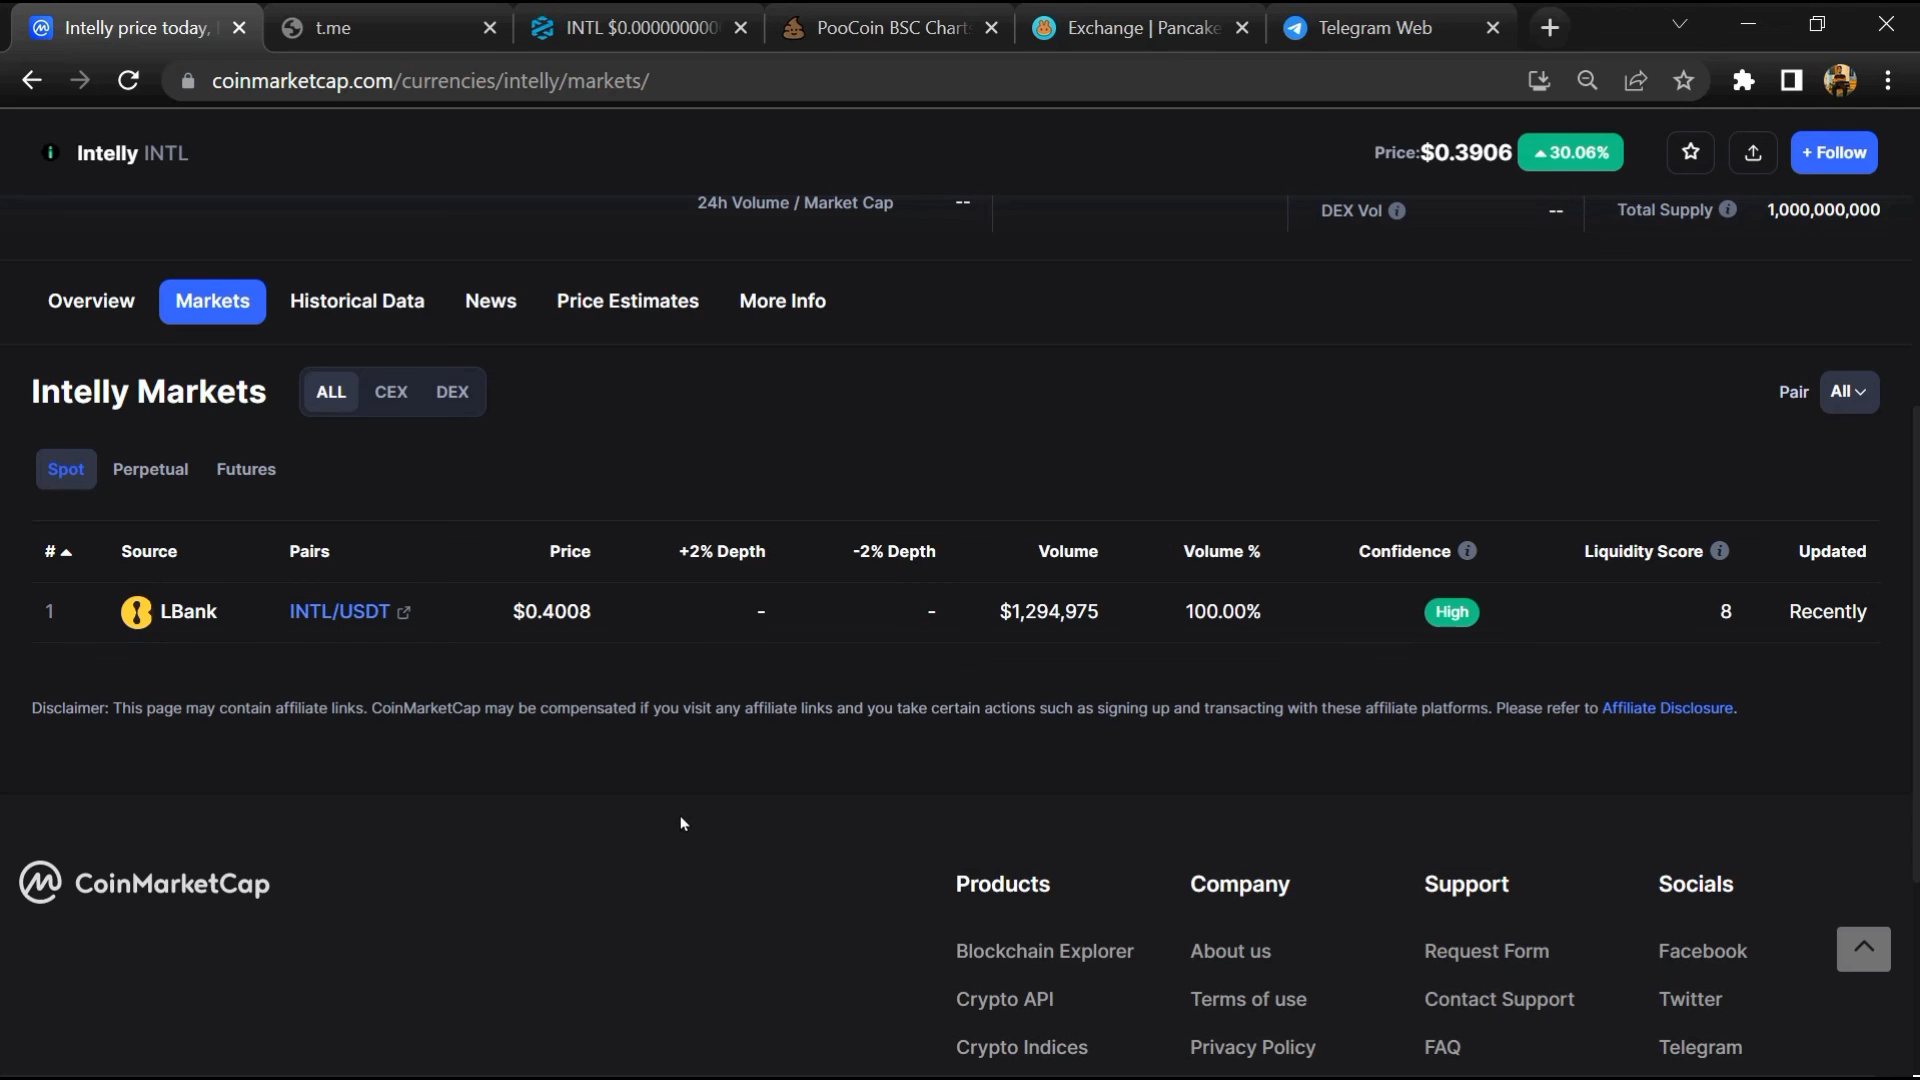 Intelly price today,
t.me
INTL $0.000000000
PooCoin BSC Chart
Exchange | Pancake
Telegram Web
coinmarketcap.com/currencies/intelly/markets/
Intelly INTL
Price:$0.3906
30.06%
+ Follow
24h Volume / Market Cap --
DEX Vol --
Total Supply 1,000,000,000
Overview Markets Historical Data News Price Estimates More Info
Intelly Markets
ALL CEX DEX
Pair All
Spot Perpetual Futures
# Source Pairs Price +2% Depth -2% Depth Volume Volume % Confidence Liquidity Score Updated
1 LBank INTL/USDT $0.4008 - - $1,294,975 100.00% High 8 Recently
Disclaimer: This page may contain affiliate links. CoinMarketCap may be compensated if you visit any affiliate links and you take certain actions such as signing up and transacting with these affiliate platforms. Please refer to Affiliate Disclosure.
CoinMarketCap
Products Company Support Socials
Blockchain Explorer About us Request Form Facebook
Crypto API Terms of use Contact Support Twitter
Crypto Indices Privacy Policy FAQ Telegram